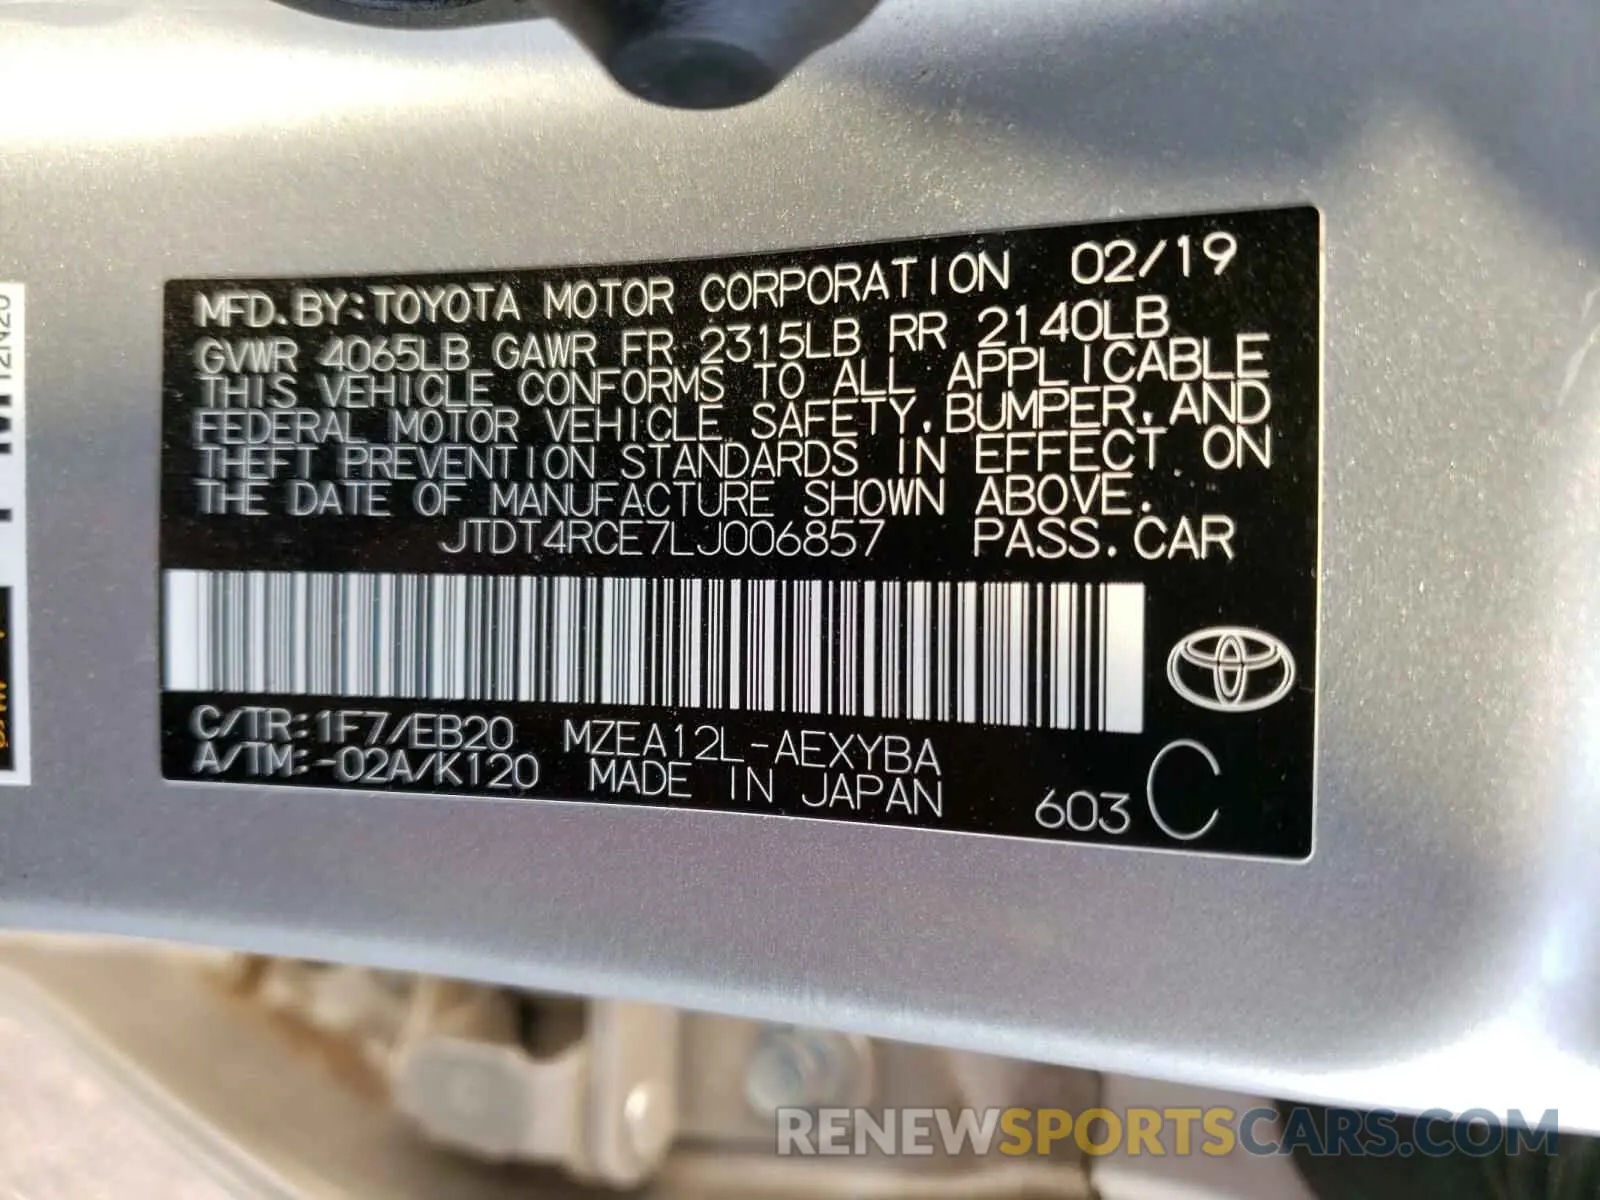 MFD. BY: TOYOTA MOTOR CORPORATION 02/19
GVWR 4065LB GAWR FR 2315LB RR 2140LB
THIS VEHICLE CONFORMS TO ALL APPLICABLE
FEDERAL MOTOR VEHICLE SAFETY, BUMPER, AND
THEFT PREVENTION STANDARDS IN EFFECT ON
THE DATE OF MANUFACTURE SHOWN ABOVE.
JTDT4RCE7LJ006857 PASS. CAR
C/TR: 1F7/EB20 MZEA12L-AEXYBA
A/TM: -02A/K120 MADE IN JAPAN
603 C
RENEWSPORTSCARS.COM